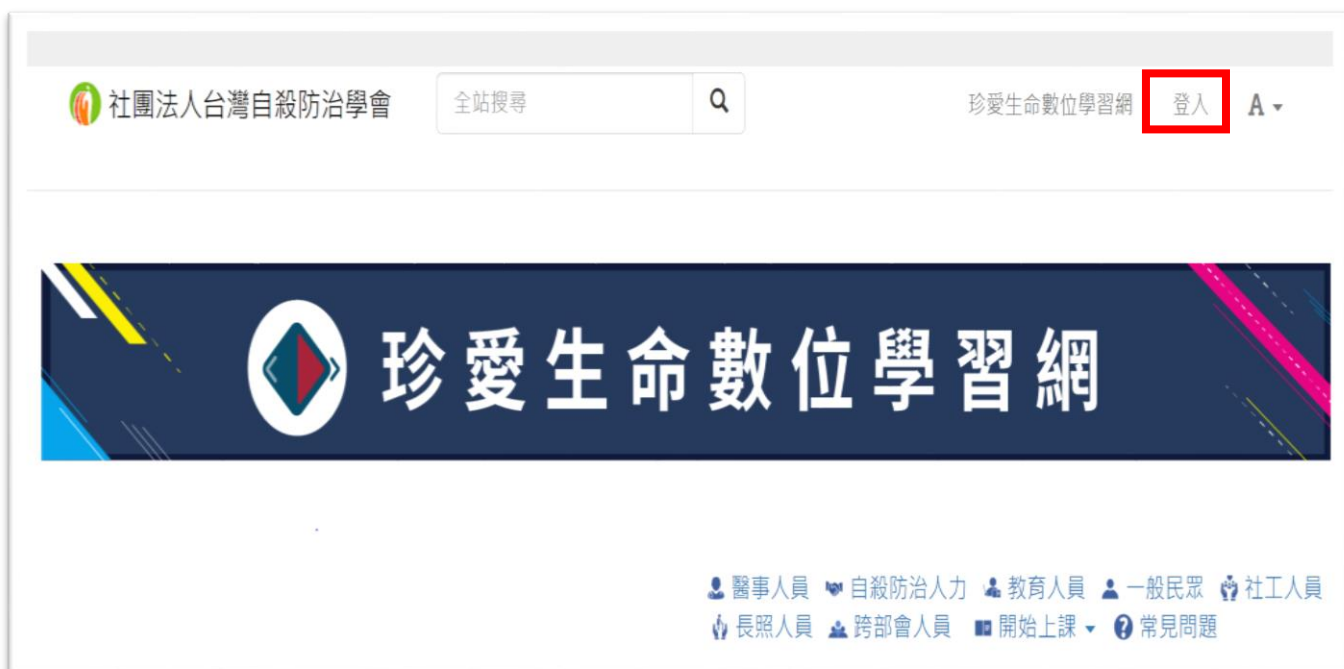 社團法人台灣自殺防治學會 全站搜尋 珍愛生命數位學習網 登入 A
珍愛生命數位學習網
醫事人員 自殺防治人力 教育人員 一般民眾 社工人員
長照人員 跨部會人員 開始上課 常見問題